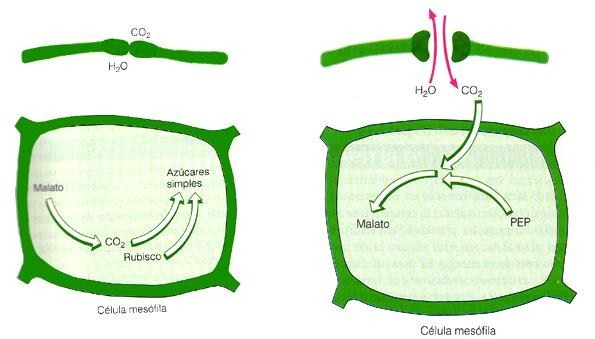 CO₂
H₂O
Malato
Azúcares
simples
CO₂
Rubisco
Célula mesófila
H₂O
CO₂
Malato
PEP
Célula mesófila